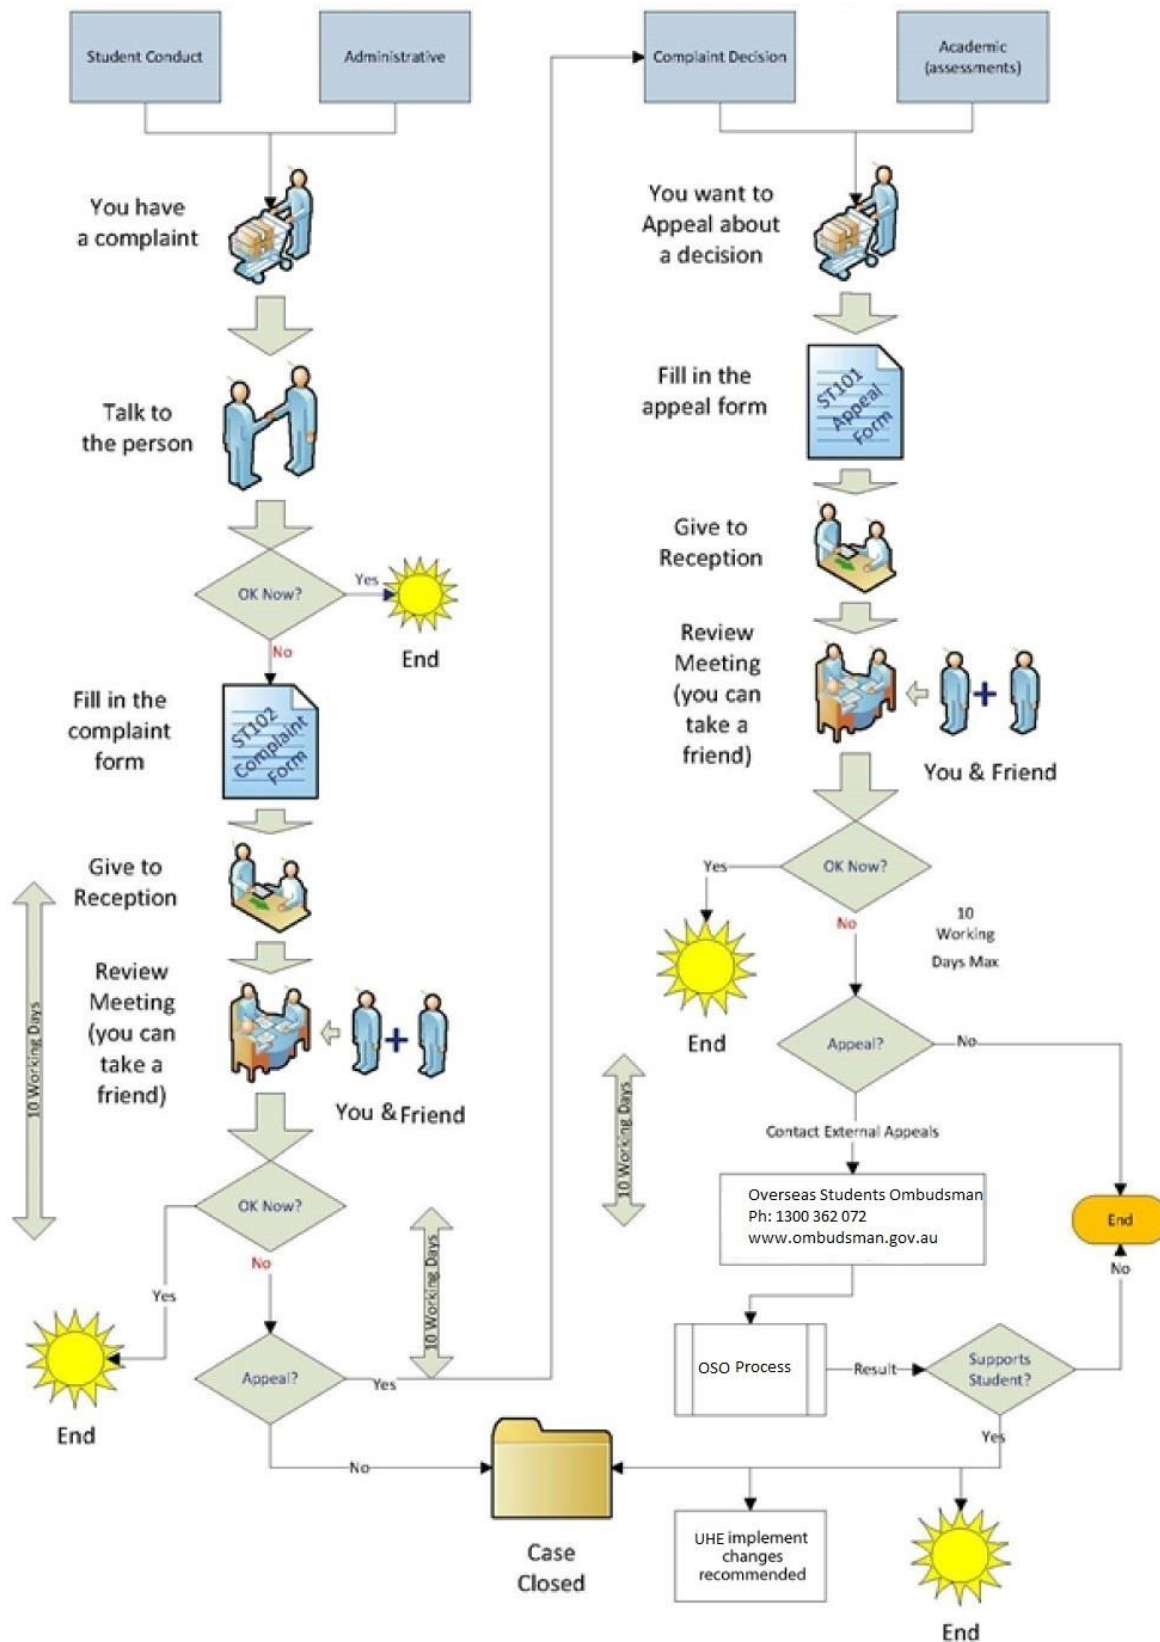 Student Conduct
Administrative
You have
a complaint
Talk to
the person
OK Now?
Yes
End
No
Fill in the
complaint
form
ST102
Complaint
Form
Give to
Reception
10 Working Days
Review
Meeting
(you can
take a
friend)
You & Friend
OK Now?
Yes
End
No
10 Working Days
Appeal?
Yes
No
Case
Closed
Complaint Decision
Academic
(assessments)
You want to
Appeal about
a decision
Fill in the
appeal form
ST101
Appeal
Form
Give to
Reception
Review
Meeting
(you can
take a
friend)
You & Friend
OK Now?
Yes
End
No
10
Working
Days Max
Appeal?
No
10 Working Days
Contact External Appeals
Overseas Students Ombudsman
Ph: 1300 362 072
www.ombudsman.gov.au
End
No
OSO Process
Result
Supports
Student?
Yes
UHE implement
changes
recommended
End